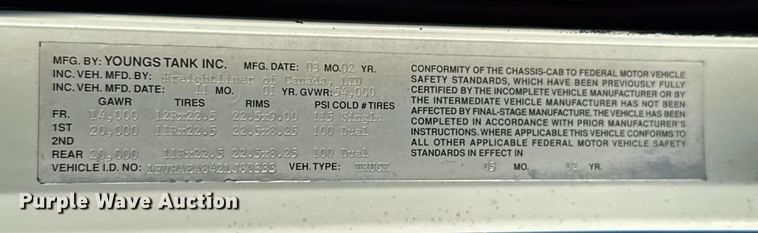 MFG. BY: YOUNGS TANK INC. MFG. DATE: 03 MO. 02 YR.
INC. VEH. MFD. BY: Freightliner of Canada, LTD
INC. VEH. MFD. DATE: 11 MO. 01 YR. GVWR: 54,000
GAWR TIRES RIMS PSI COLD # TIRES
FR. 14,000 12Rx22.5 22.5x9.00 115 Single
1ST 20,000 11Rx22.5 22.5x8.25 100 Dual
2ND
REAR 20,000 11Rx22.5 22.5x8.25 100 Dual
VEHICLE I.D. NO: VEH. TYPE: TRUCK
CONFORMITY OF THE CHASSIS-CAB TO FEDERAL MOTOR VEHICLE
SAFETY STANDARDS, WHICH HAVE BEEN PREVIOUSLY FULLY
CERTIFIED BY THE INCOMPLETE VEHICLE MANUFACTURER OR BY
THE INTERMEDIATE VEHICLE MANUFACTURER HAS NOT BEEN
AFFECTED BY FINAL-STAGE MANUFACTURE. THE VEHICLE HAS BEEN
COMPLETED IN ACCORDANCE WITH PRIOR MANUFACTURER'S
INSTRUCTIONS. WHERE APPLICABLE THIS VEHICLE CONFORMS TO
ALL OTHER APPLICABLE FEDERAL MOTOR VEHICLE SAFETY
STANDARDS IN EFFECT IN
MO. YR.
Purple Wave Auction